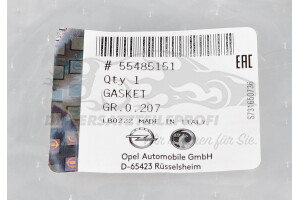 # 55485151
Qty 1
GASKET
GR.0.207
MADE IN ITALY
Opel Automobile GmbH
D-65423 Rüsselsheim
EAC